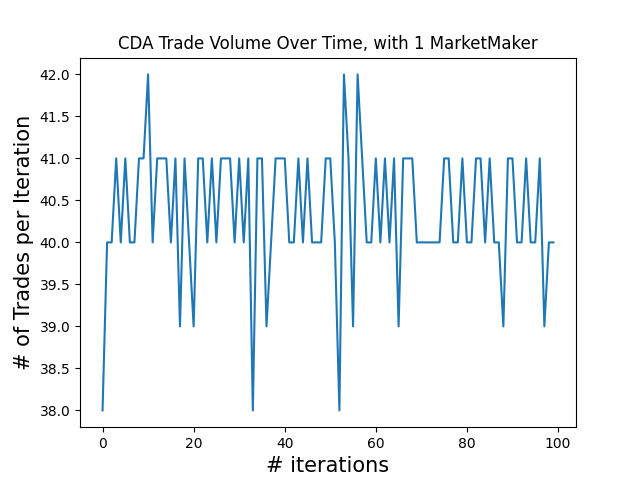 CDA Trade Volume Over Time, with 1 MarketMaker
42.0
41.5
41.0
40.5
40.0
39.5
39.0
38.5
38.0
# of Trades per Iteration
0 20 40 60 80 100
# iterations